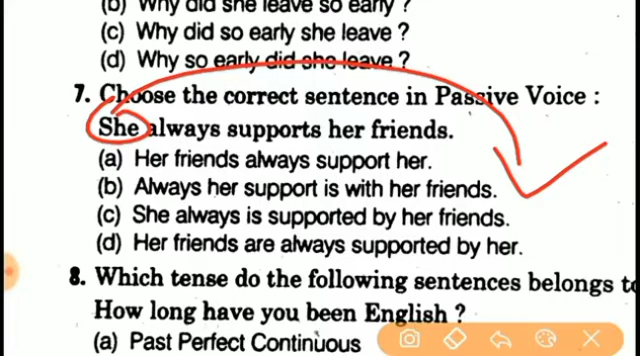 (b) Why did she leave so early ?
(c) Why did so early she leave ?
(d) Why so early did she leave ?
7. Choose the correct sentence in Passive Voice :
She always supports her friends.
(a) Her friends always support her.
(b) Always her support is with her friends.
(c) She always is supported by her friends.
(d) Her friends are always supported by her.
8. Which tense do the following sentences belongs to
How long have you been English ?
(a) Past Perfect Continuous